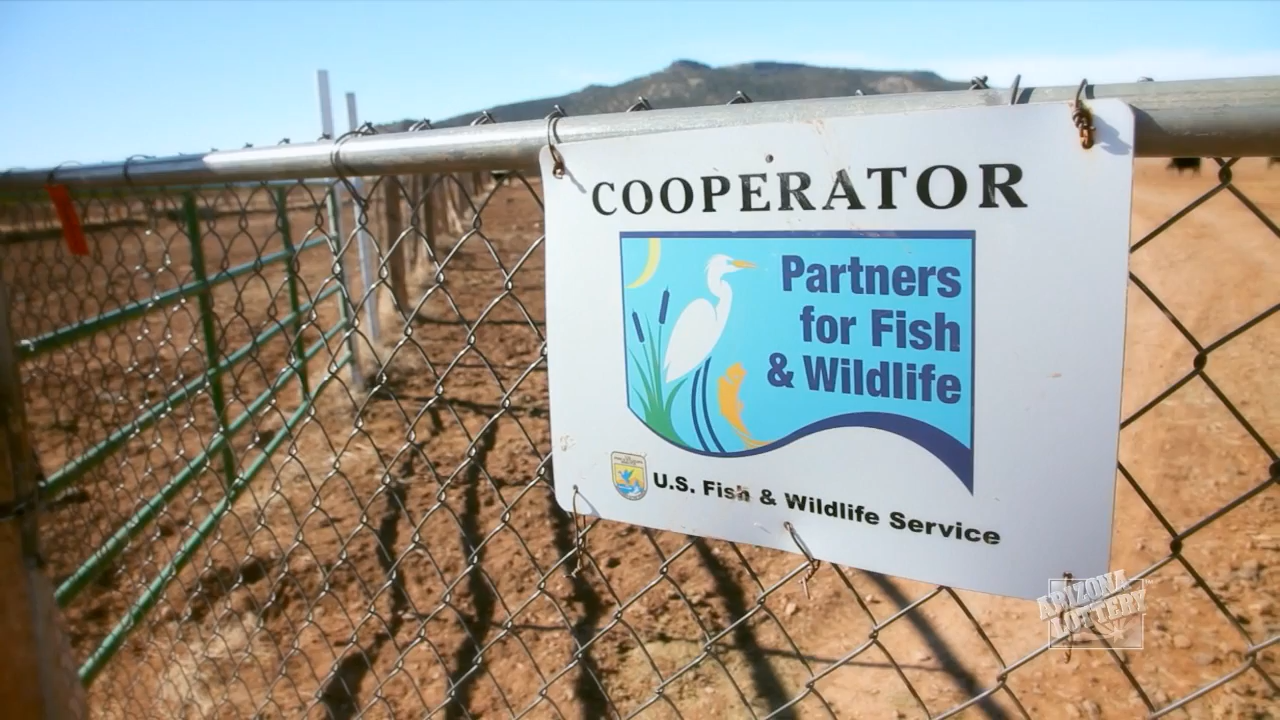 COOPERATOR
Partners
for Fish
& Wildlife
U.S. Fish & Wildlife Service
ARIZONA
LOTTERY